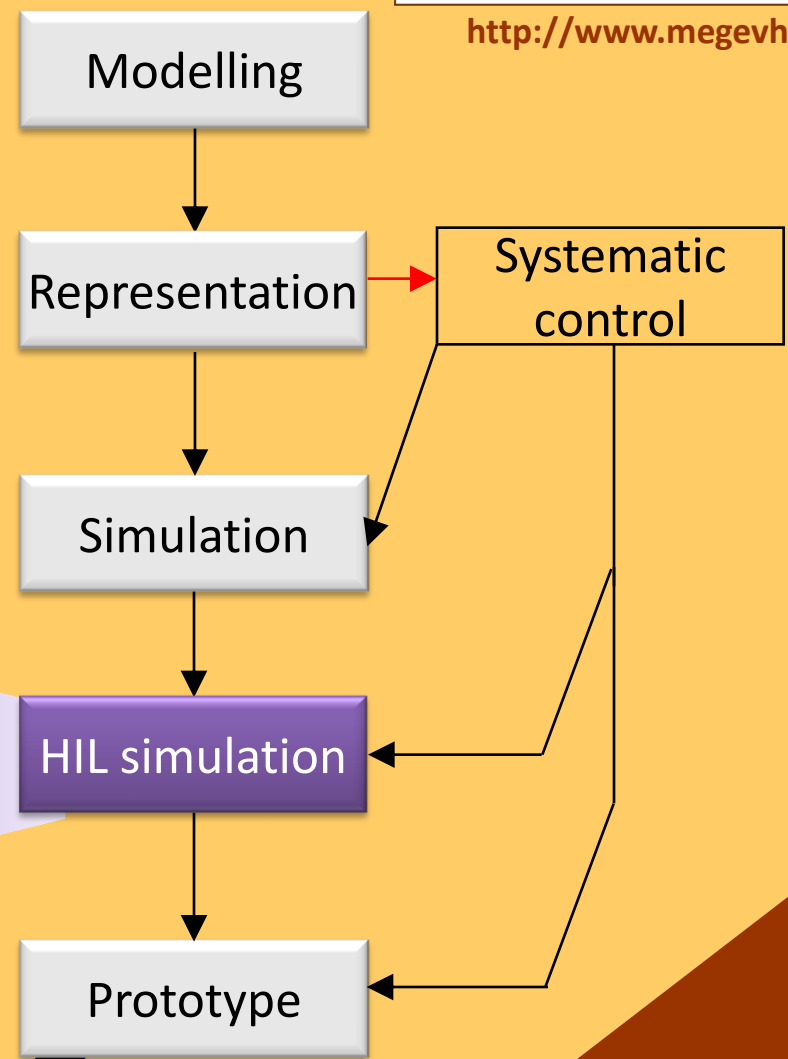 http://www.megevh
Modelling
Representation
Systematic
control
Simulation
HIL simulation
Prototype